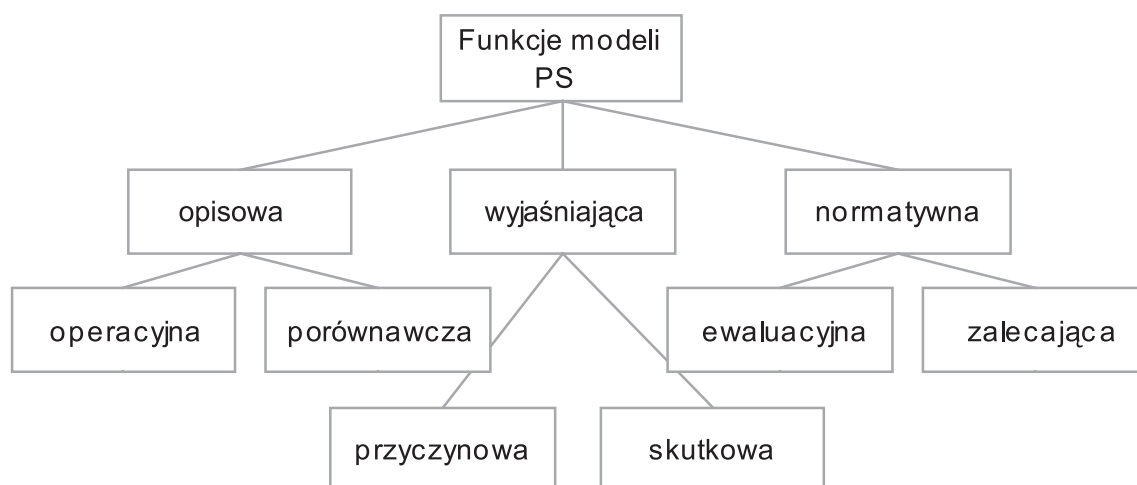 Funkcje modeli
PS
opisowa
wyjaśniająca
normatywna
operacyjna
porównawcza
ewaluacyjna
zalecająca
przyczynowa
skutkowa